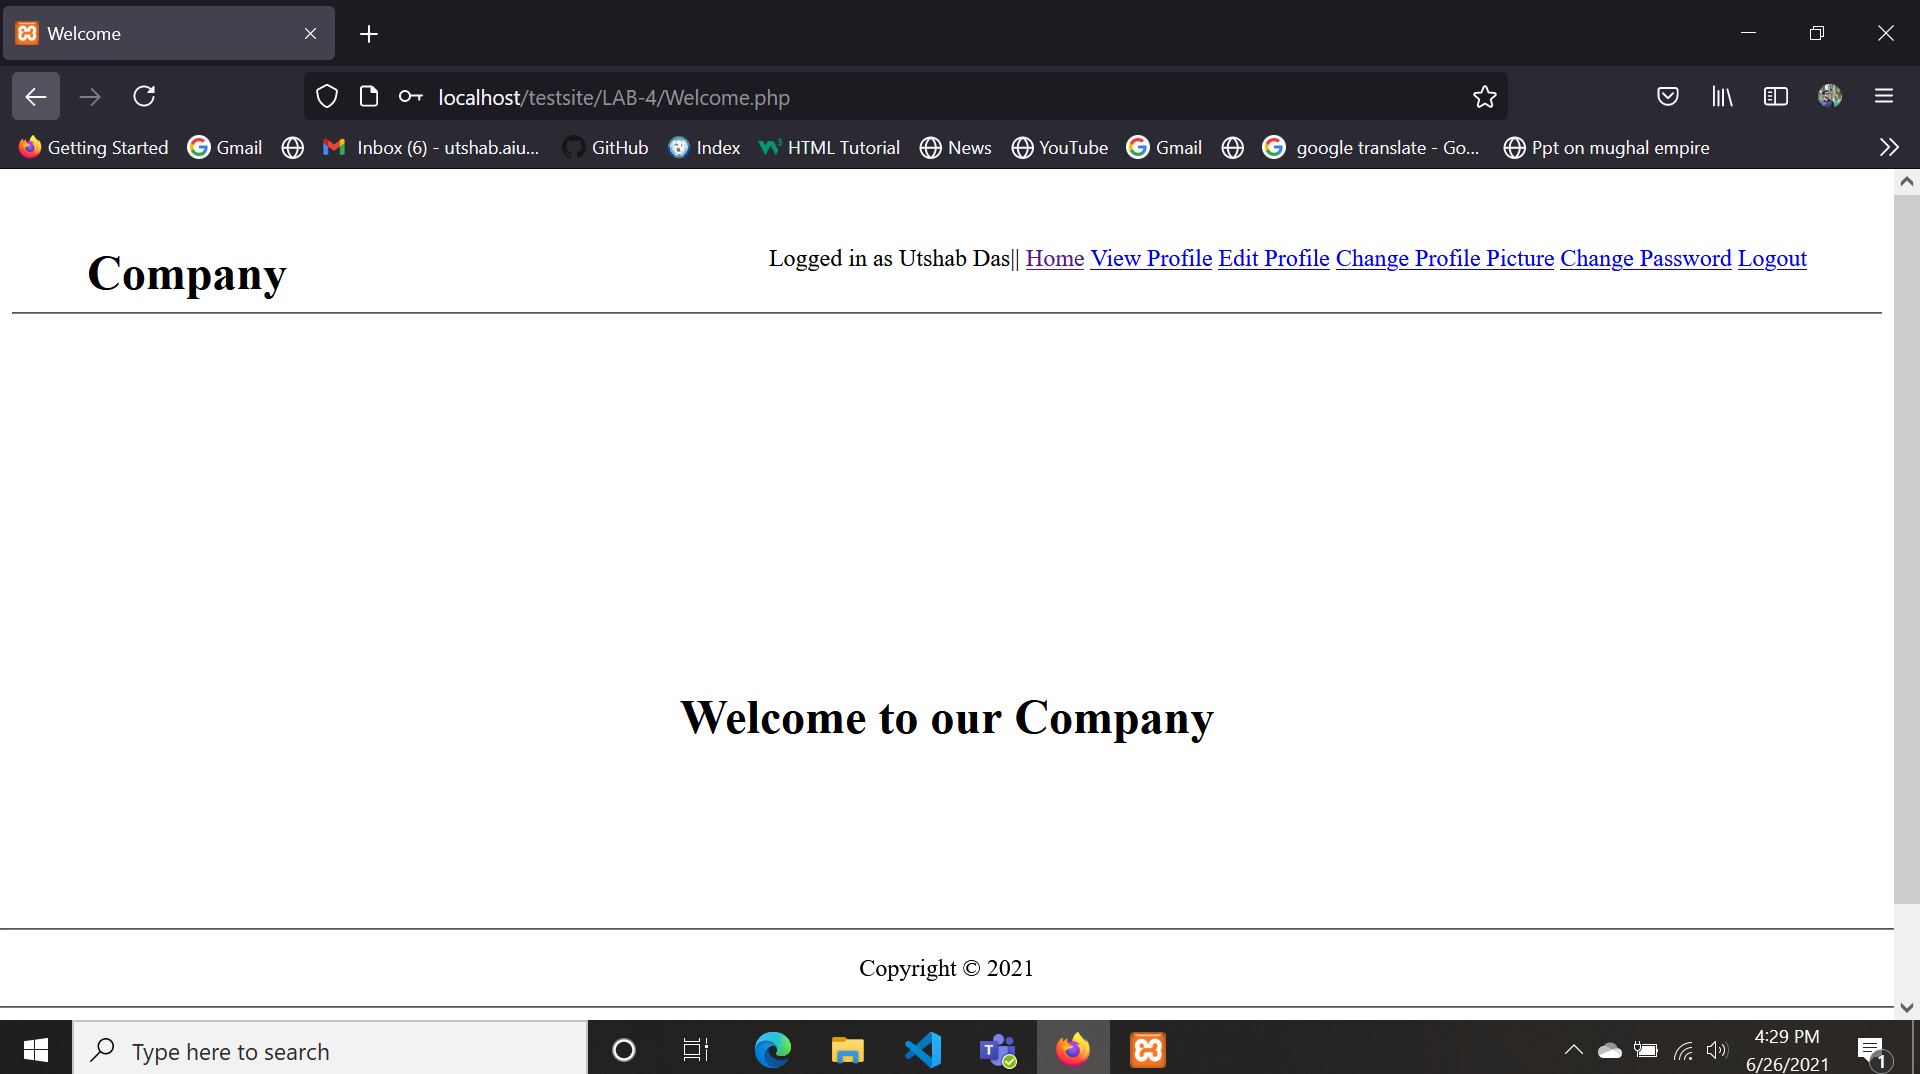 Welcome
localhost/testsite/LAB-4/Welcome.php
Getting Started Gmail Inbox (6) - utshab.aiu... GitHub Index HTML Tutorial News YouTube Gmail google translate - Go... Ppt on mughal empire
Logged in as Utshab Das|| Home View Profile Edit Profile Change Profile Picture Change Password Logout
Company
Welcome to our Company
Copyright © 2021
Type here to search
4:29 PM
6/26/2021
1